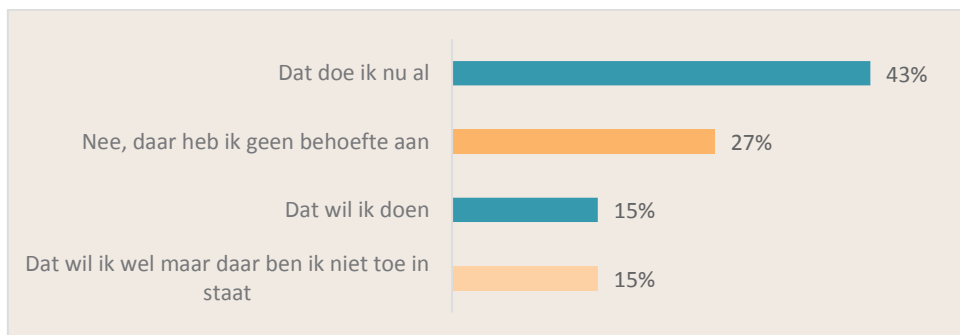 Dat doe ik nu al
43%
Nee, daar heb ik geen behoefte aan
27%
Dat wil ik doen
15%
Dat wil ik wel maar daar ben ik niet toe in
staat
15%